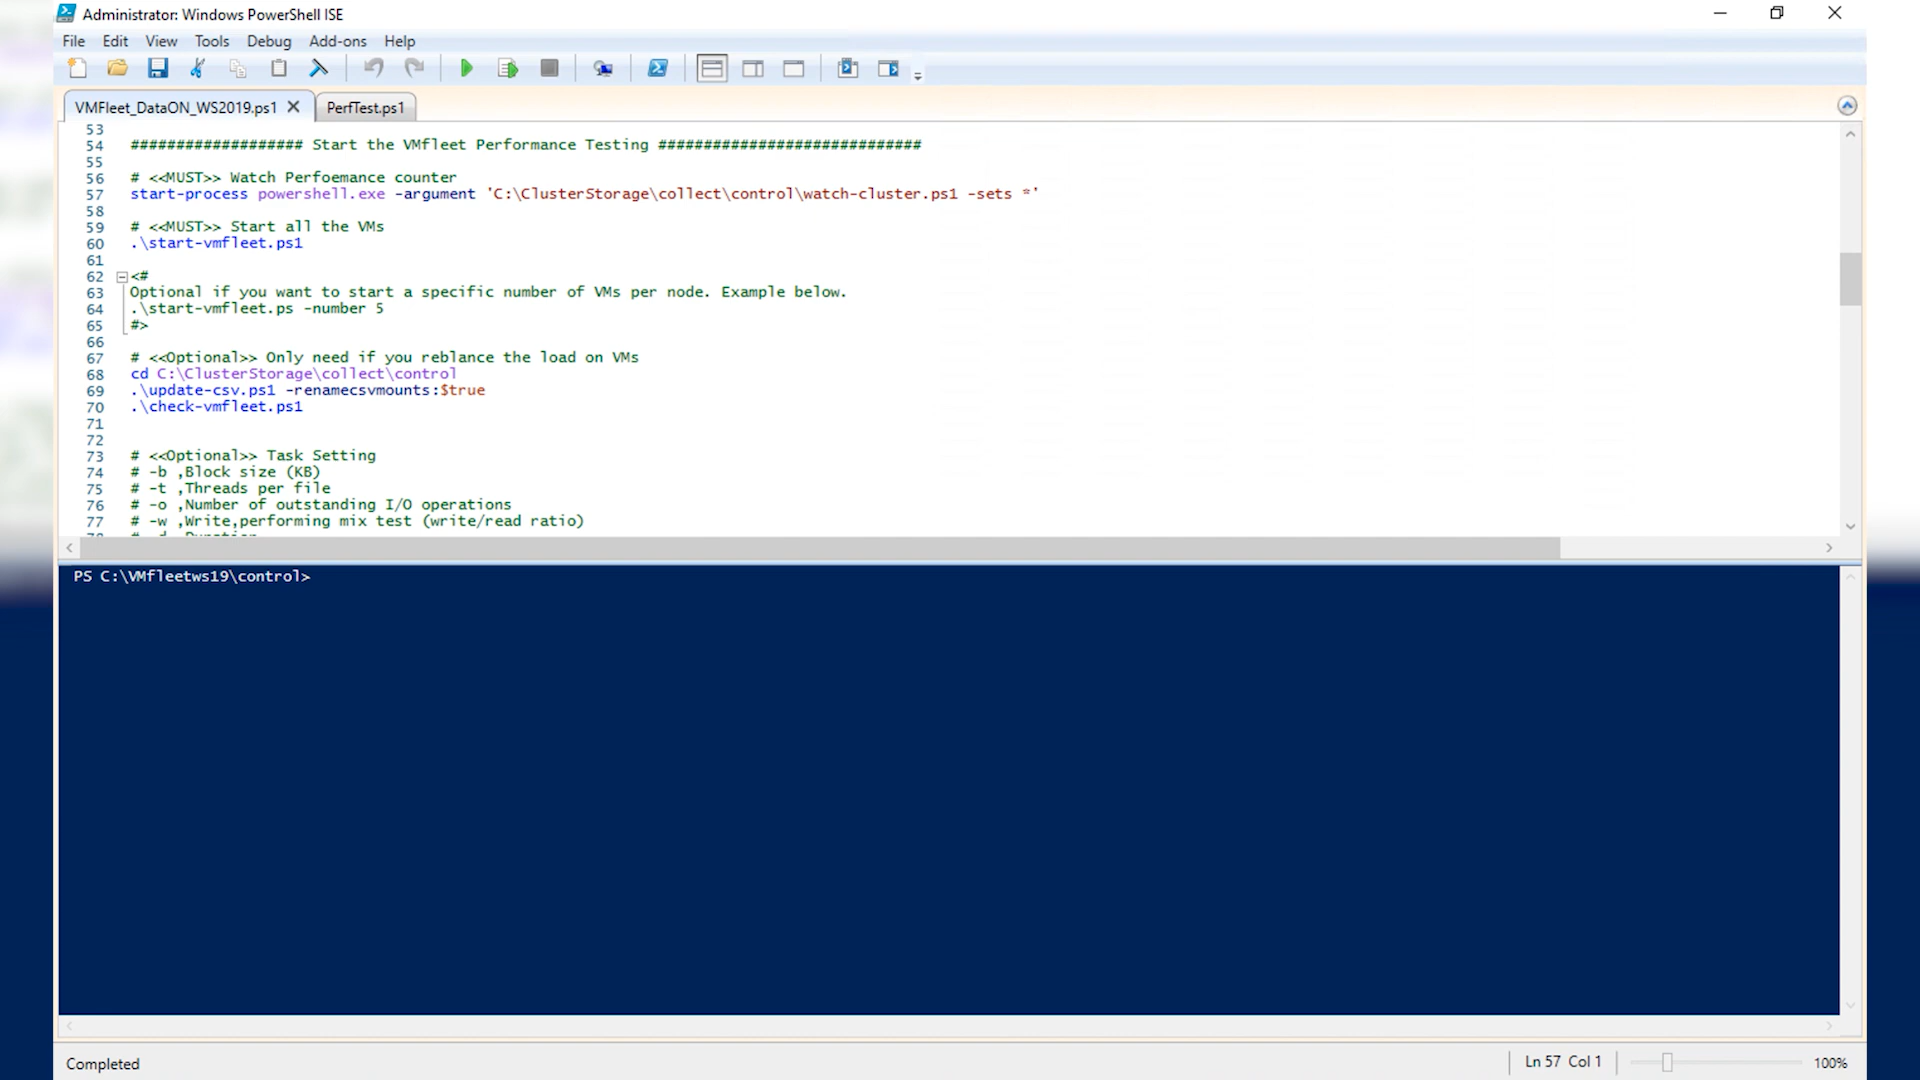 Administrator: Windows PowerShell ISE
File Edit View Tools Debug Add-ons Help
VMFleet_DataON_WS2019.ps1 PerfTest.ps1
53
54 ################### Start the VMfleet Performance Testing #############################
55
56 # <<MUST>> Watch Perfoemance counter
57 start-process powershell.exe -argument 'C:\ClusterStorage\collect\control\watch-cluster.ps1 -sets *'
58
59 # <<MUST>> Start all the VMs
60 .\start-vmfleet.ps1
61
62 <#
63 Optional if you want to start a specific number of VMs per node. Example below.
64 .\start-vmfleet.ps -number 5
65 #>
66
67 # <<Optional>> Only need if you reblance the load on VMs
68 cd C:\ClusterStorage\collect\control
69 .\update-csv.ps1 -renamecsvmounts:$true
70 .\check-vmfleet.ps1
71
72
73 # <<Optional>> Task Setting
74 # -b ,Block size (KB)
75 # -t ,Threads per file
76 # -o ,Number of outstanding I/O operations
77 # -w ,Write,performing mix test (write/read ratio)
PS C:\VMfleetws19\control>
Completed
Ln 57 Col 1
100%